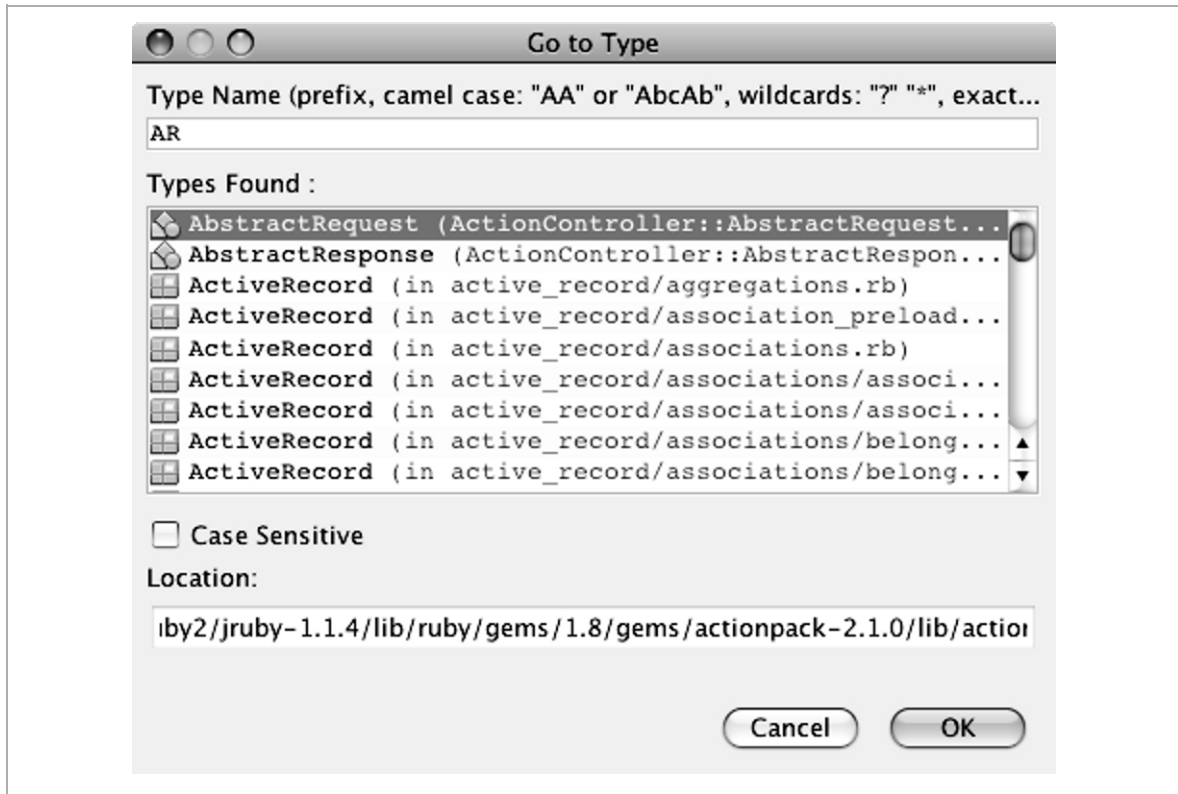 Go to Type
Type Name (prefix, camel case: "AA" or "AbcAb", wildcards: "?" "*", exact...
AR
Types Found :
AbstractRequest (ActionController::AbstractRequest...
AbstractResponse (ActionController::AbstractRespon...
ActiveRecord (in active_record/aggregations.rb)
ActiveRecord (in active_record/association_preload...
ActiveRecord (in active_record/associations.rb)
ActiveRecord (in active_record/associations/associ...
ActiveRecord (in active_record/associations/associ...
ActiveRecord (in active_record/associations/belong...
ActiveRecord (in active_record/associations/belong...
Case Sensitive
Location:
by2/jruby-1.1.4/lib/ruby/gems/1.8/gems/actionpack-2.1.0/lib/action
Cancel OK